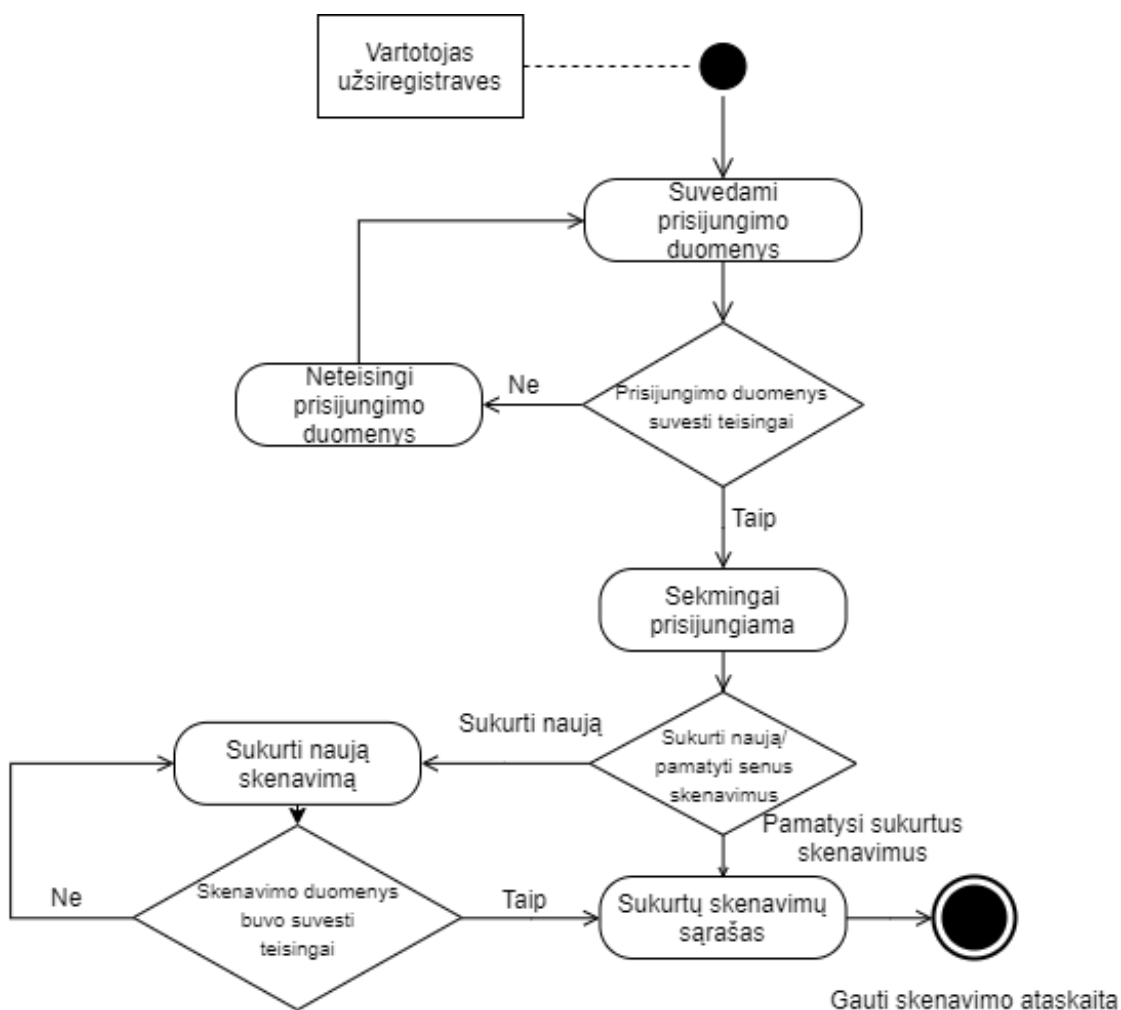 Vartotojas
užsiregistraves
Suvedami
prisijungimo
duomenys
Neteisingi
prisijungimo
duomenys
Ne
Prisijungimo duomenys
suvesti teisingai
Taip
Sekmingai
prisijungiama
Sukurti naują
Sukurti naują
skenavimą
Sukurti naują/
pamatyti senus
skenavimus
Pamatysi sukurtus
skenavimus
Ne
Skenavimo duomenys
buvo suvesti
teisingai
Taip
Sukurtų skenavimų
sąrašas
Gauti skenavimo ataskaita